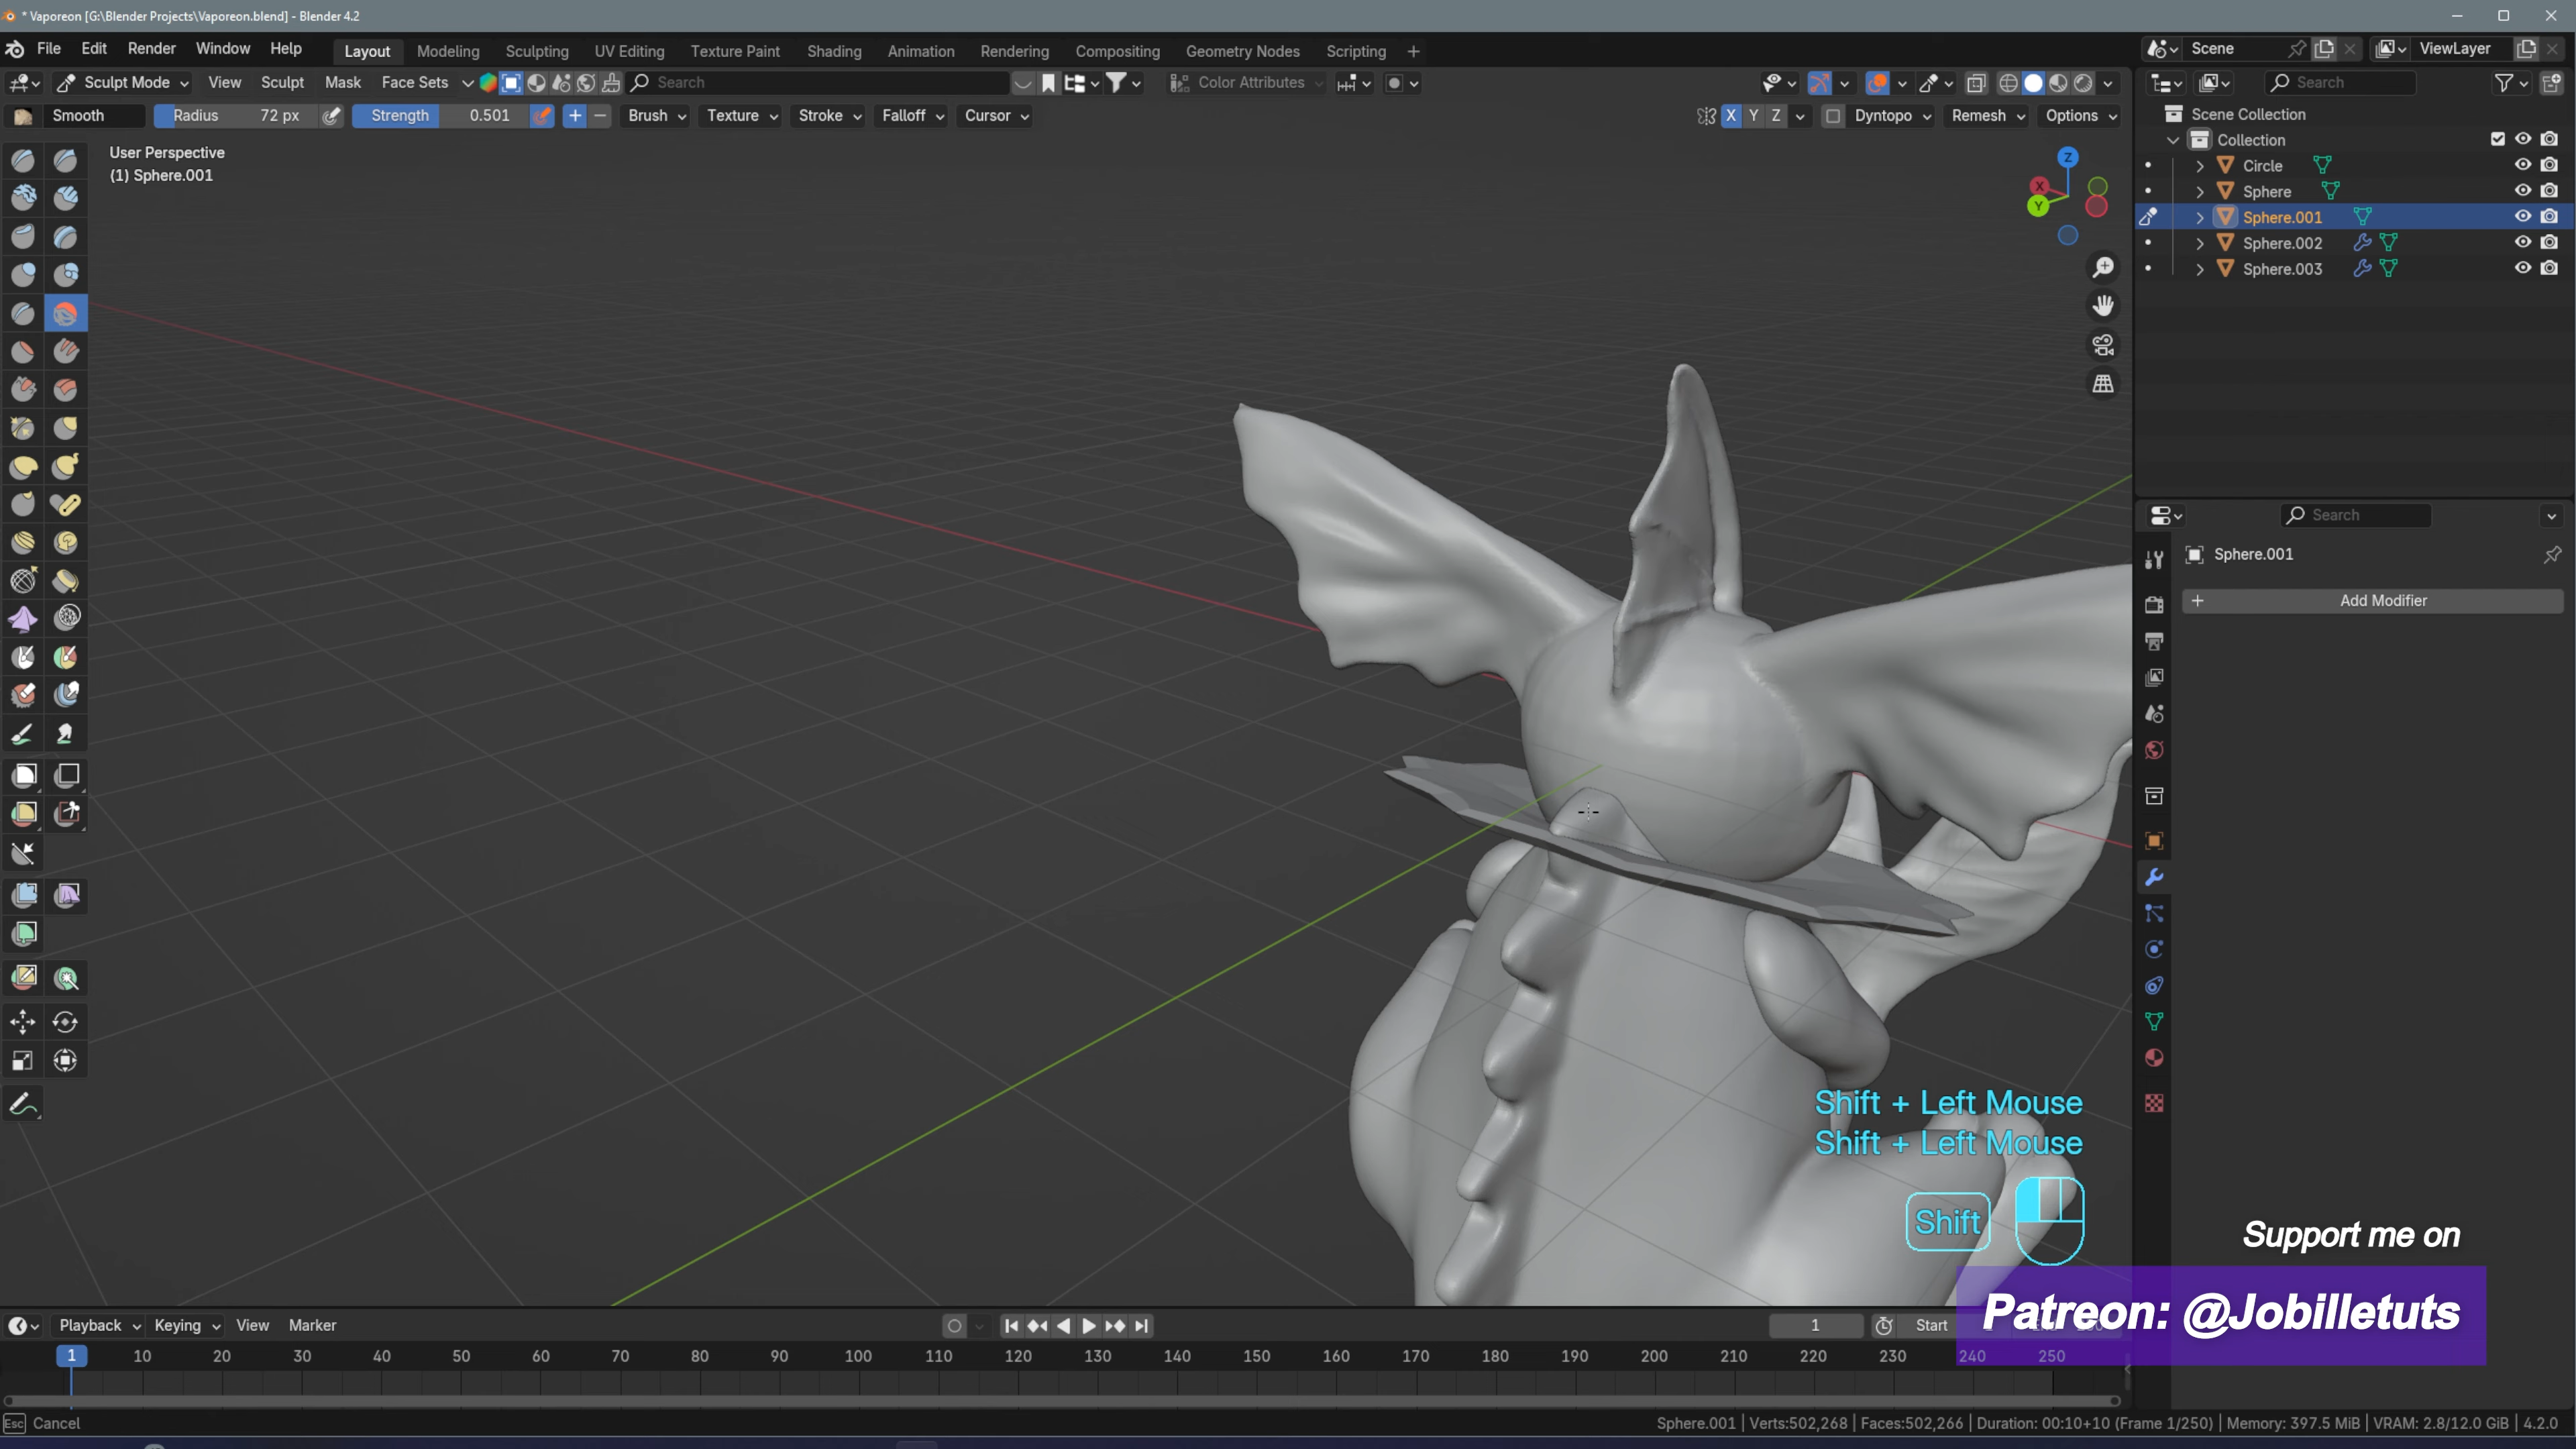 * Vaporeon [G:\Blender Projects\Vaporeon.blend] - Blender 4.2
File Edit Render Window Help Layout Modeling Sculpting UV Editing Texture Paint Shading Animation Rendering Compositing Geometry Nodes Scripting + Scene ViewLayer
Sculpt Mode View Sculpt Mask Face Sets Search Color Attributes Search
Smooth Radius 72 px Strength 0.501 Brush Texture Stroke Falloff Cursor X Y Z Dyntopo Remesh Options
Scene Collection
Collection
Circle
Sphere
Sphere.001
Sphere.002
Sphere.003
User Perspective
(1) Sphere.001
Z
X
Y
Search
Sphere.001
+ Add Modifier
Shift + Left Mouse
Shift + Left Mouse
Shift
Support me on
Patreon: @Jobilletuts
Playback Keying View Marker 1 Start
1 10 20 30 40 50 60 70 80 90 100 110 120 130 140 150 160 170 180 190 200 210 220 230 240 250
Esc Cancel Sphere.001 | Verts:502,268 | Faces:502,266 | Duration: 00:10+10 (Frame 1/250) | Memory: 397.5 MiB | VRAM: 2.8/12.0 GiB | 4.2.0